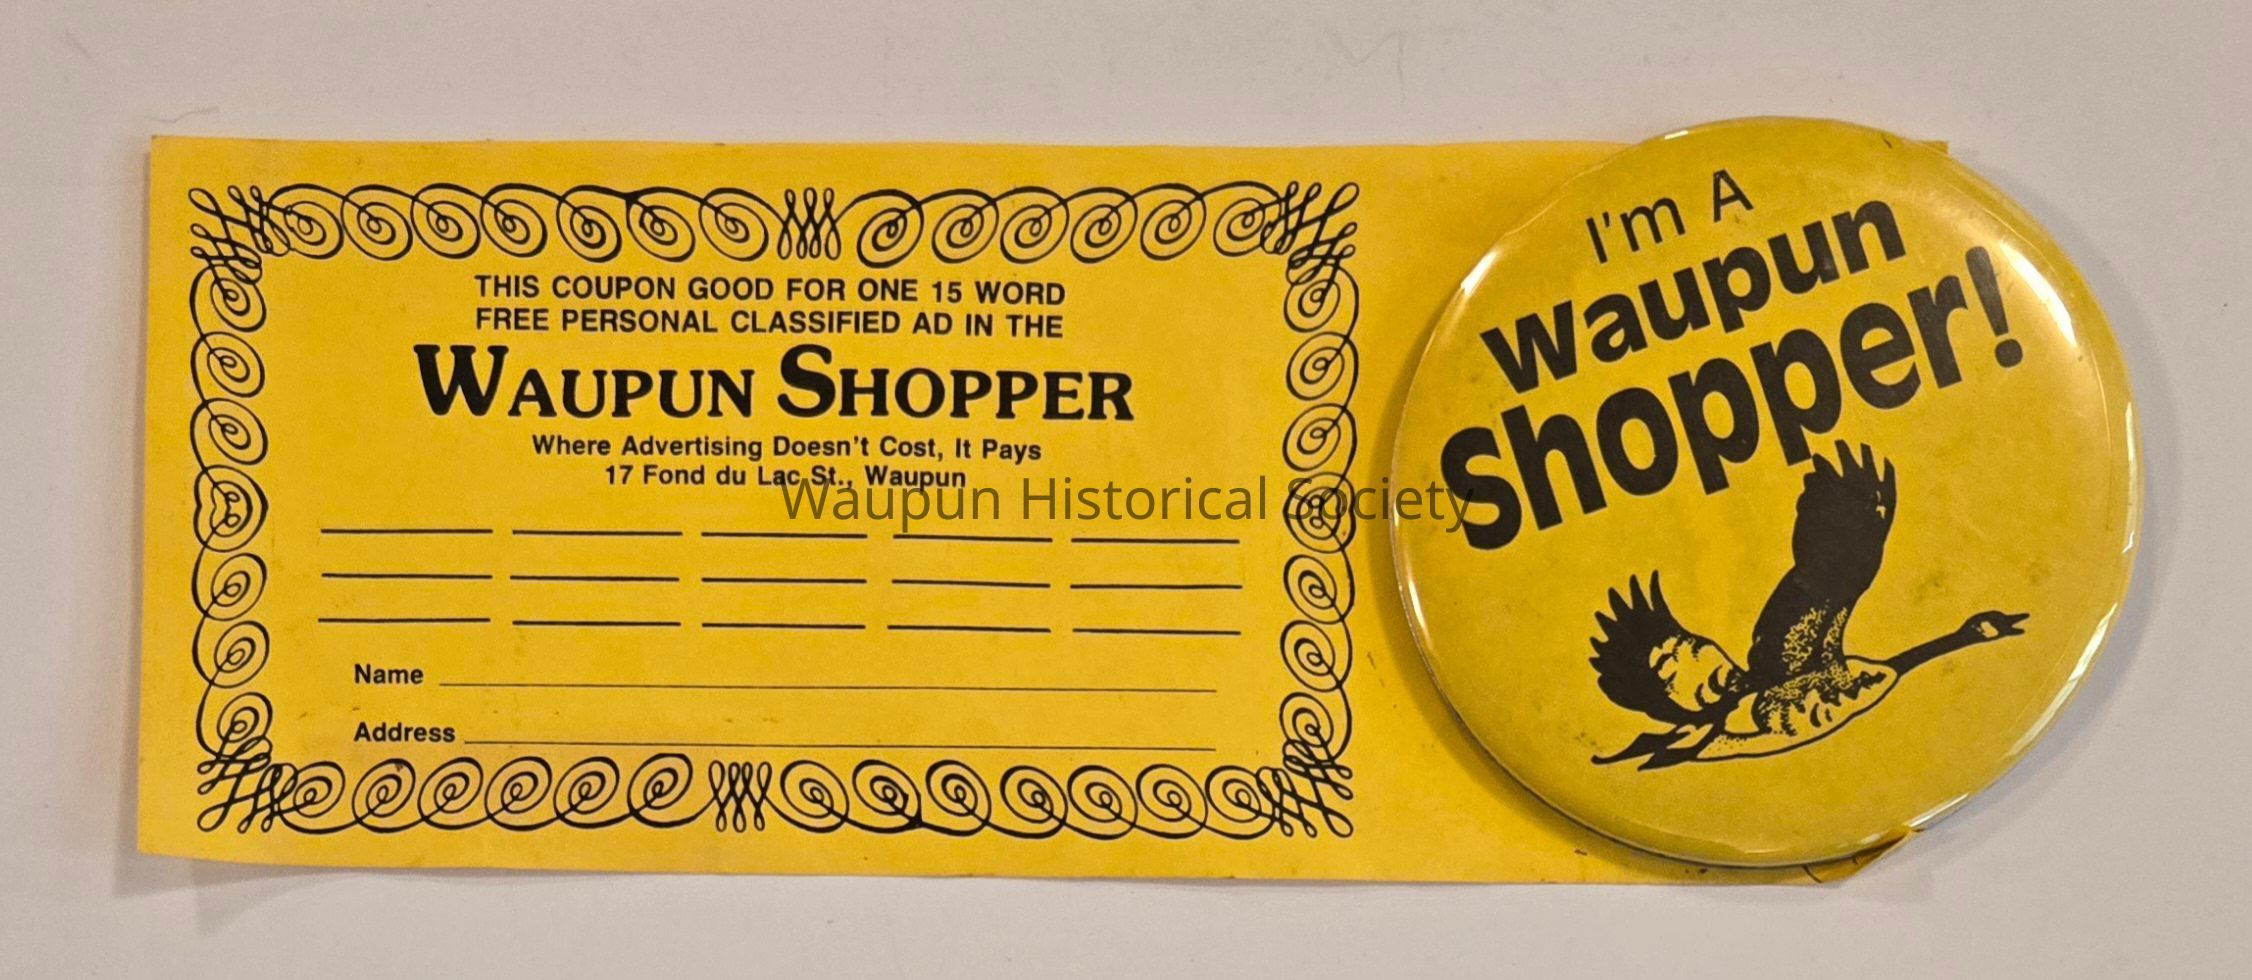 THIS COUPON GOOD FOR ONE 15 WORD
FREE PERSONAL CLASSIFIED AD IN THE
WAUPUN SHOPPER
Where Advertising Doesn't Cost, It Pays
17 Fond du Lac St., Waupun
Name
Address
I'm A
Waupun
Shopper!
Waupun Historical Society